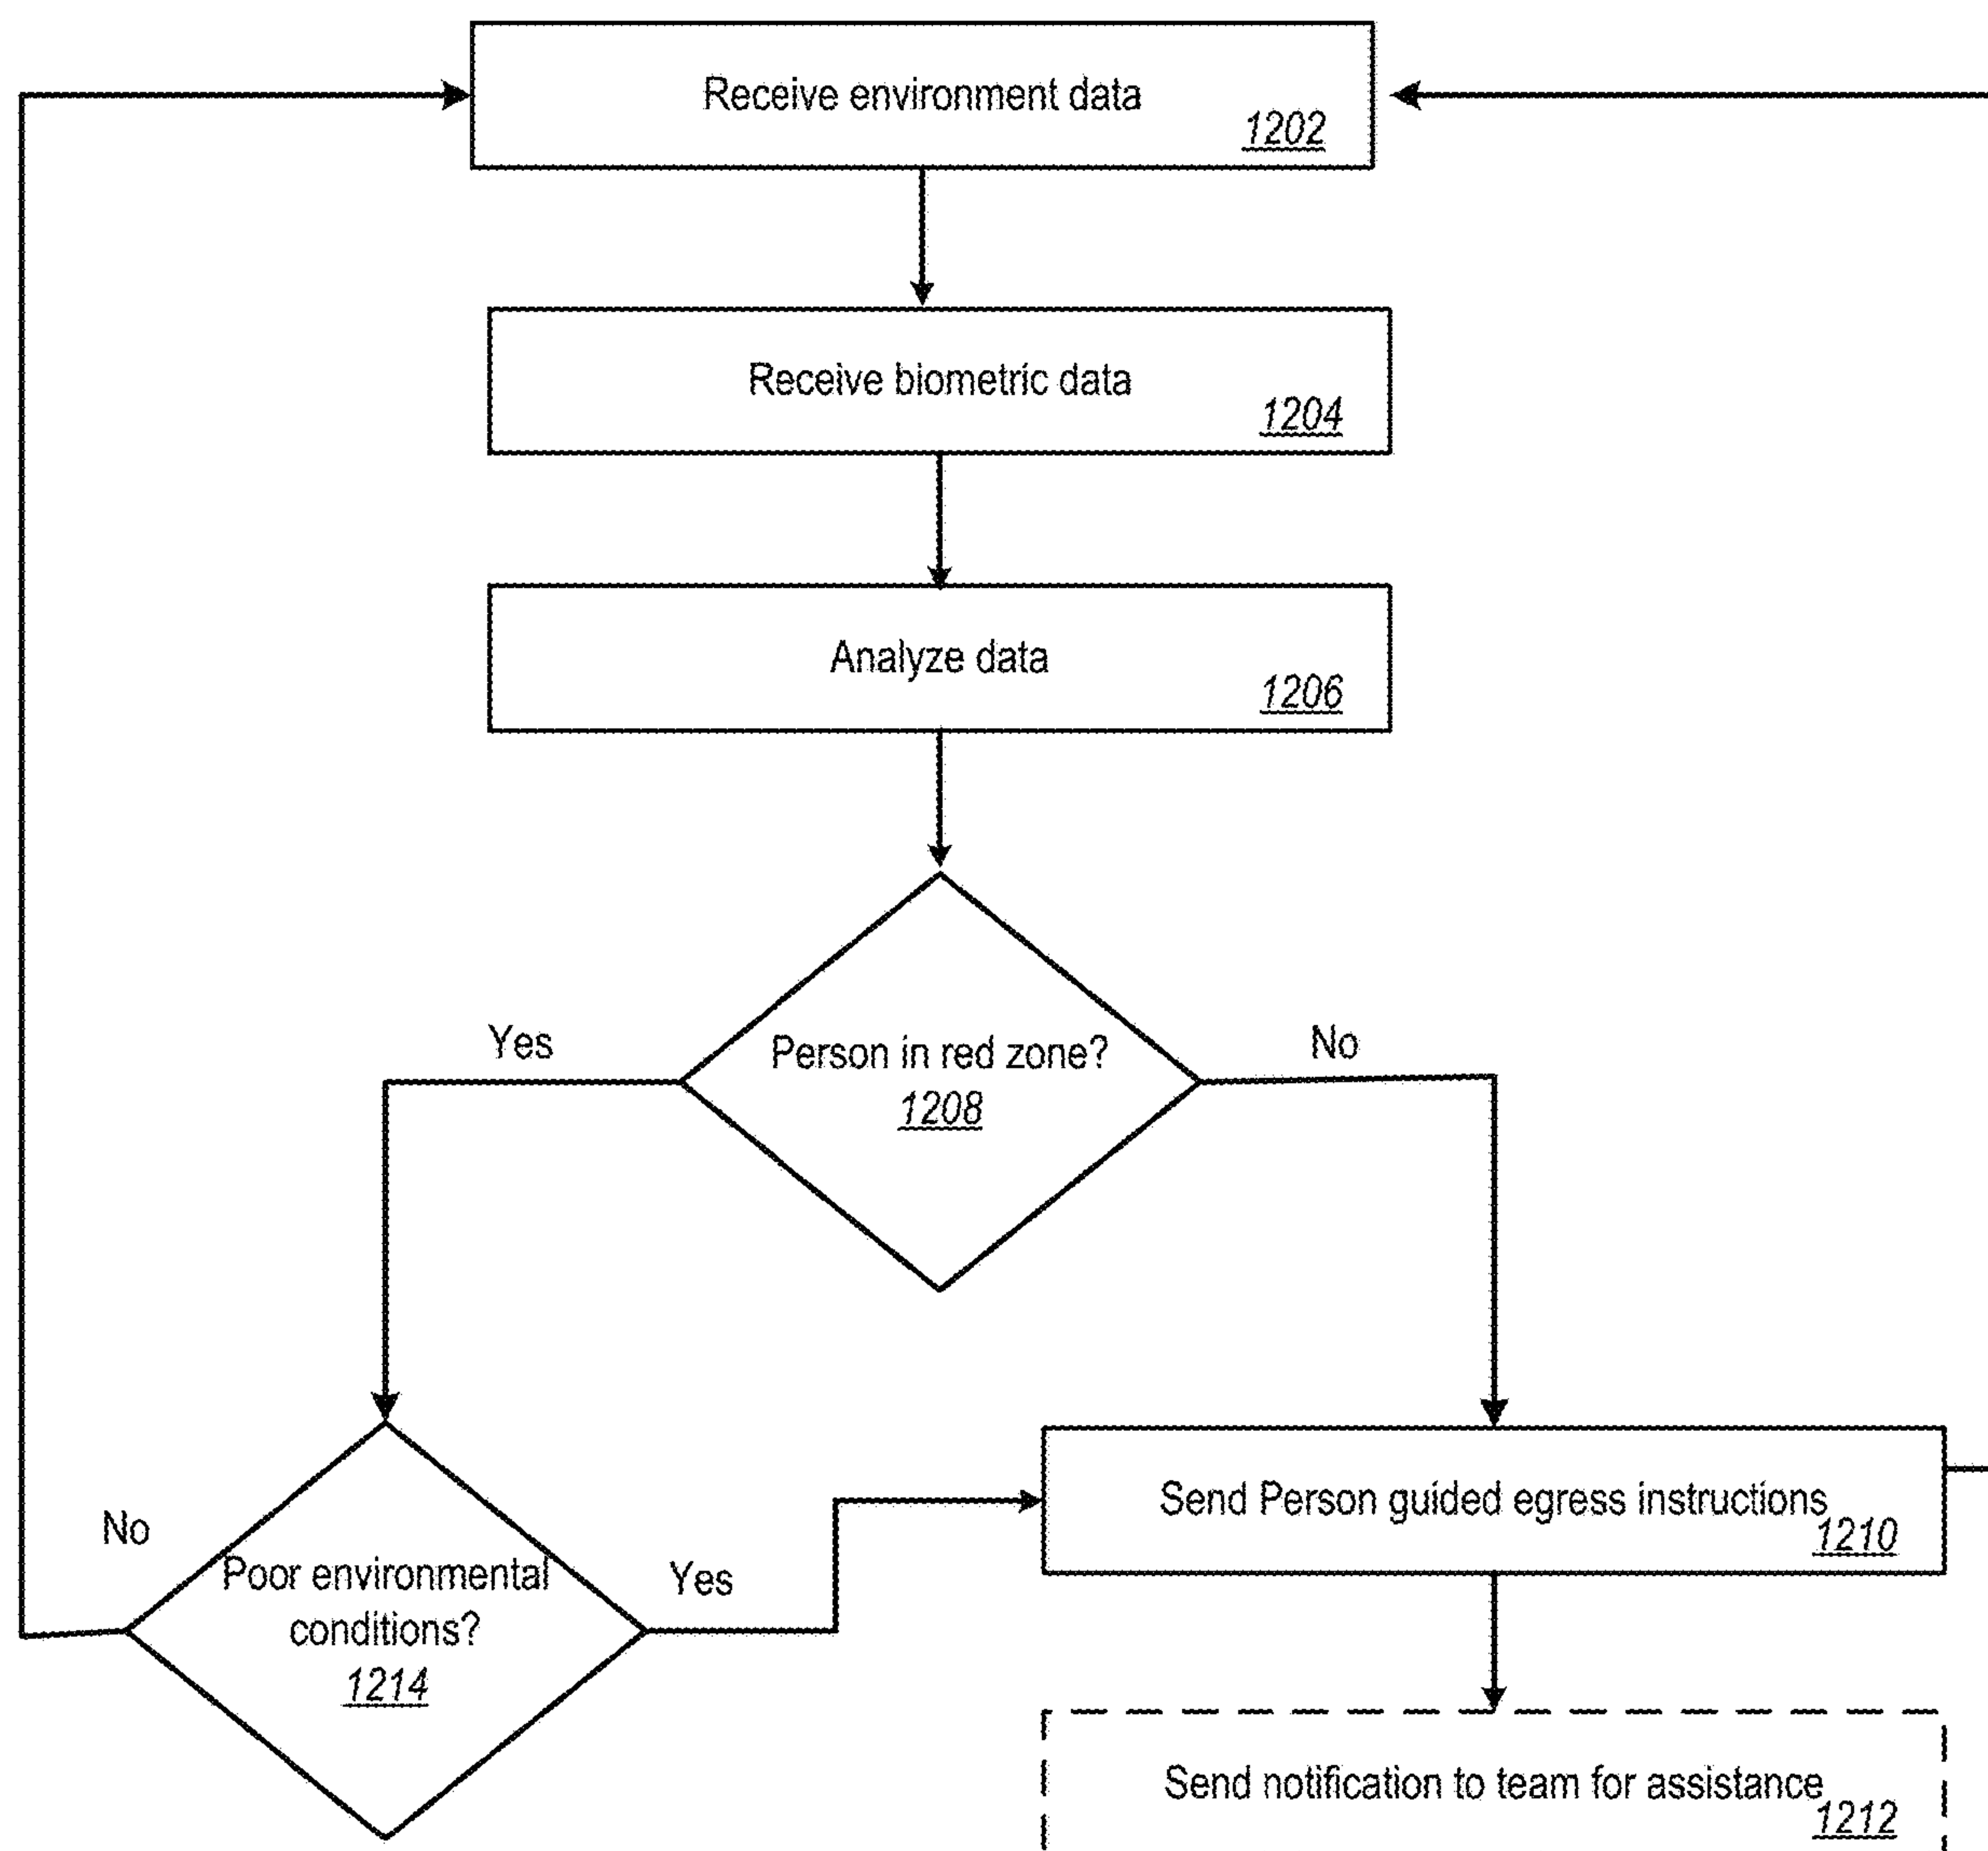 Receive environment data
1202
Receive biometric data
1204
Analyze data
1206
Yes
Person in red zone?
No
1208
Send Person guided egress instructions
1210
No
Poor environmental
Yes
conditions?
1214
Send notification to team for assistance
1212